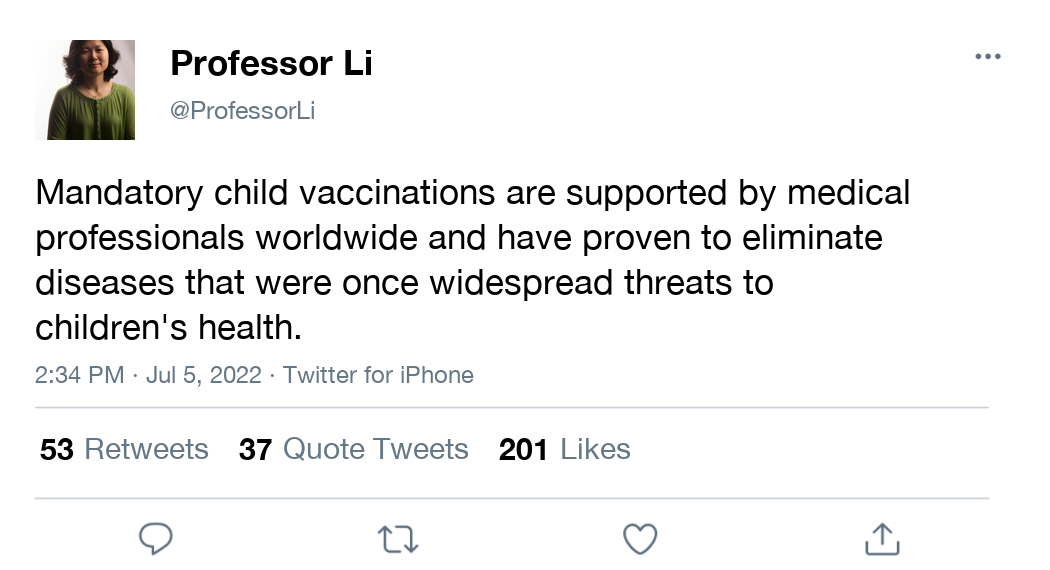 Professor Li
@ProfessorLi
Mandatory child vaccinations are supported by medical
professionals worldwide and have proven to eliminate
diseases that were once widespread threats to
children's health.
2:34 PM · Jul 5, 2022 · Twitter for iPhone
53 Retweets 37 Quote Tweets 201 Likes